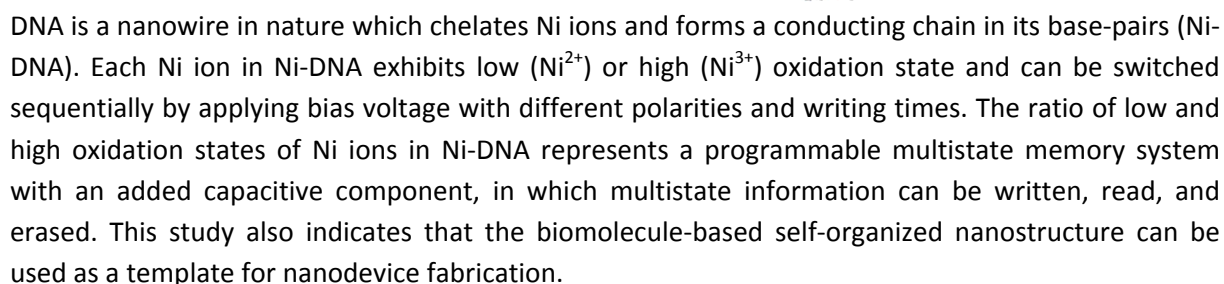 DNA is a nanowire in nature which chelates Ni ions and forms a conducting chain in its base-pairs (Ni-
DNA). Each Ni ion in Ni-DNA exhibits low (Ni²⁺) or high (Ni³⁺) oxidation state and can be switched
sequentially by applying bias voltage with different polarities and writing times. The ratio of low and
high oxidation states of Ni ions in Ni-DNA represents a programmable multistate memory system
with an added capacitive component, in which multistate information can be written, read, and
erased. This study also indicates that the biomolecule-based self-organized nanostructure can be
used as a template for nanodevice fabrication.